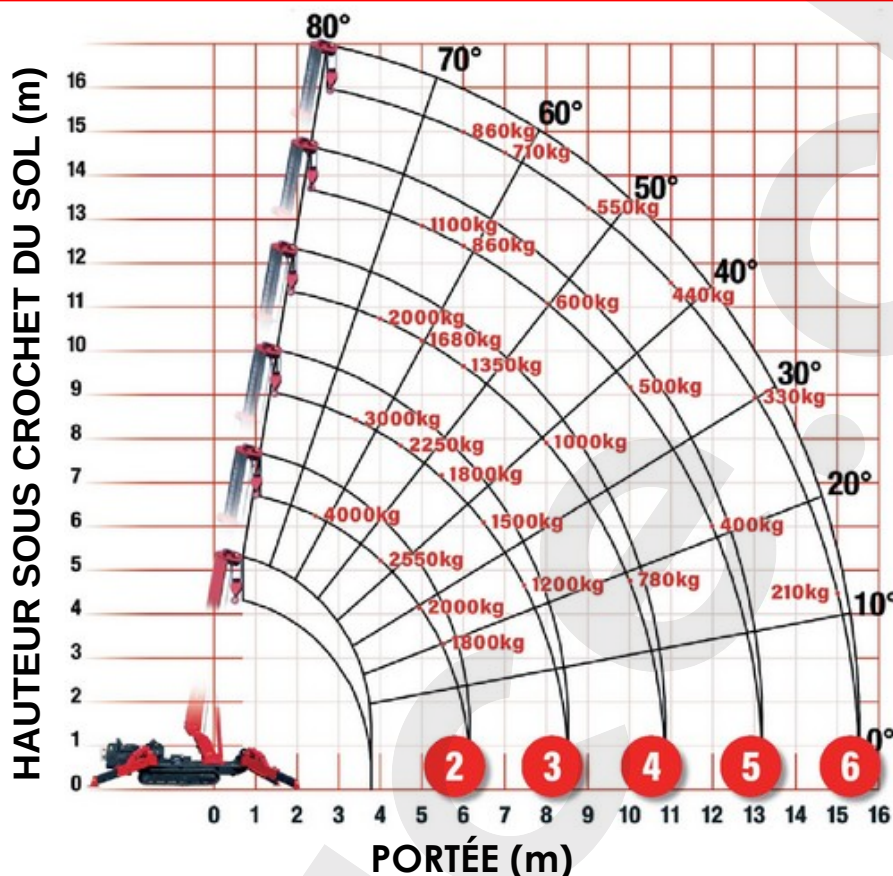 HAUTEUR SOUS CROCHET DU SOL (m)
80°
70°
60°
50°
40°
30°
20°
10°
0°
16
15
14
13
12
11
10
9
8
7
6
5
4
3
2
1
0
860kg
710kg
550kg
440kg
330kg
210kg
1100kg
860kg
600kg
500kg
400kg
2000kg
1680kg
1350kg
1000kg
780kg
3000kg
2250kg
1800kg
1500kg
1200kg
4000kg
2550kg
2000kg
1800kg
2 3 4 5 6
0 1 2 3 4 5 6 7 8 9 10 11 12 13 14 15 16
PORTÉE (m)